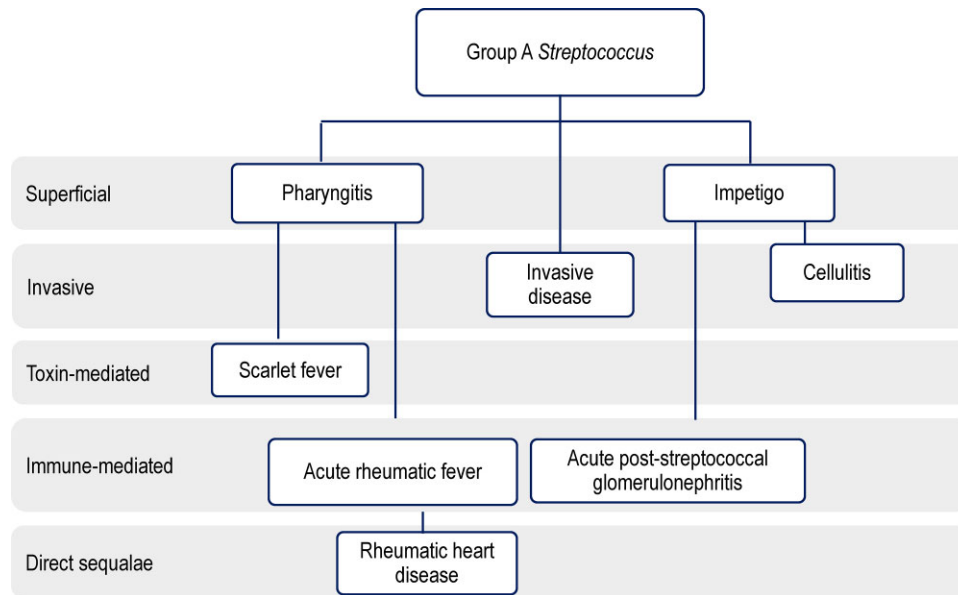 Group A Streptococcus
Superficial
Pharyngitis
Impetigo
Invasive
Invasive
disease
Cellulitis
Toxin-mediated
Scarlet fever
Immune-mediated
Acute rheumatic fever
Acute post-streptococcal
glomerulonephritis
Direct sequalae
Rheumatic heart
disease